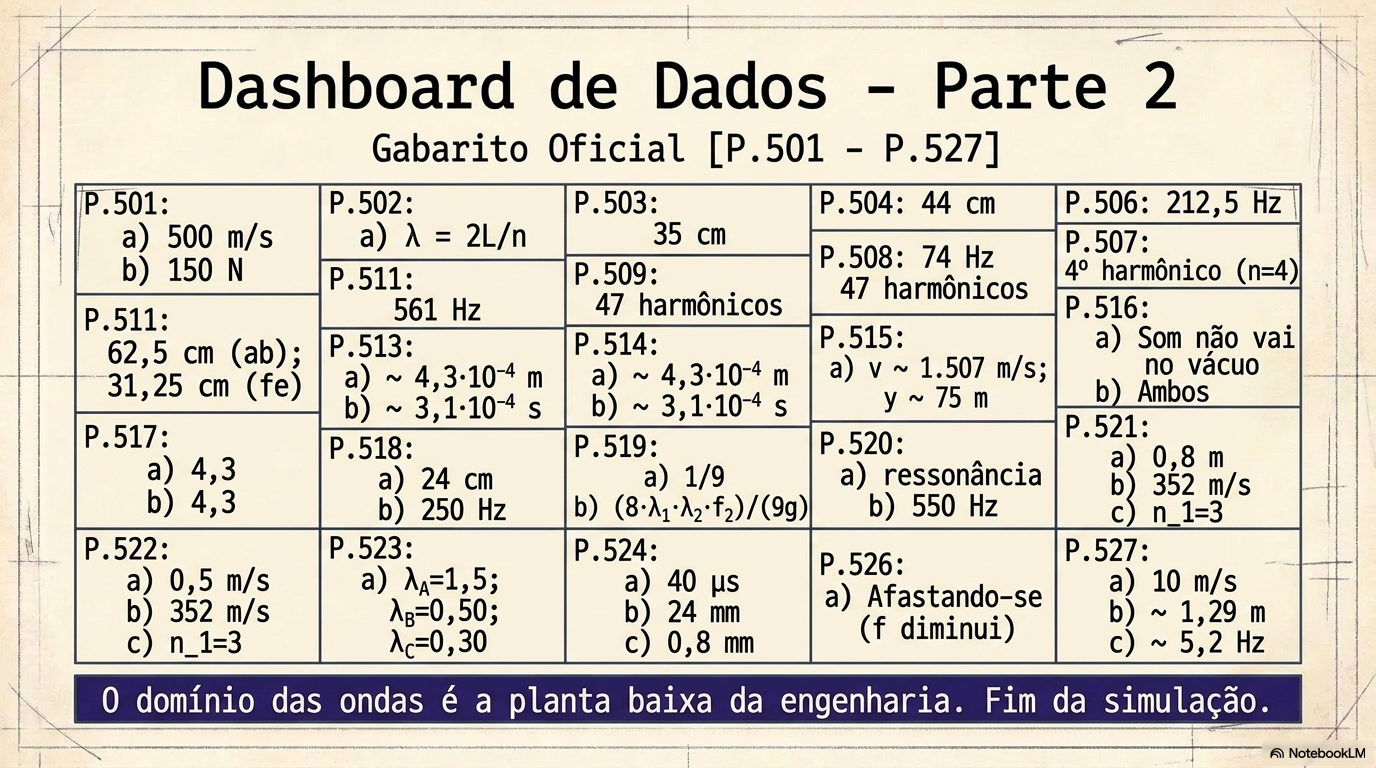 Dashboard de Dados – Parte 2
Gabarito Oficial [P.501 – P.527]
P.501:
a) 500 m/s
b) 150 N
P.502:
a) λ = 2L/n
P.503:
35 cm
P.504: 44 cm
P.506: 212,5 Hz
P.507:
4º harmônico (n=4)
P.511:
561 Hz
P.509:
47 harmônicos
P.508: 74 Hz
47 harmônicos
P.511:
62,5 cm (ab);
31,25 cm (fe)
P.513:
a) ~ 4,3·10⁻⁴ m
b) ~ 3,1·10⁻⁴ s
P.514:
a) ~ 4,3·10⁻⁴ m
b) ~ 3,1·10⁻⁴ s
P.515:
a) v ~ 1.507 m/s;
y ~ 75 m
P.516:
a) Som não vai
no vácuo
b) Ambos
P.517:
a) 4,3
b) 4,3
P.518:
a) 24 cm
b) 250 Hz
P.519:
a) 1/9
b) (8·λ₁·λ₂·f₂)/(9g)
P.520:
a) ressonância
b) 550 Hz
P.521:
a) 0,8 m
b) 352 m/s
c) n_1=3
P.522:
a) 0,5 m/s
b) 352 m/s
c) n_1=3
P.523:
a) λA=1,5;
λB=0,50;
λC=0,30
P.524:
a) 40 µs
b) 24 mm
c) 0,8 mm
P.526:
a) Afastando-se
(f diminui)
P.527:
a) 10 m/s
b) ~ 1,29 m
c) ~ 5,2 Hz
O domínio das ondas é a planta baixa da engenharia. Fim da simulação.
NotebookLM